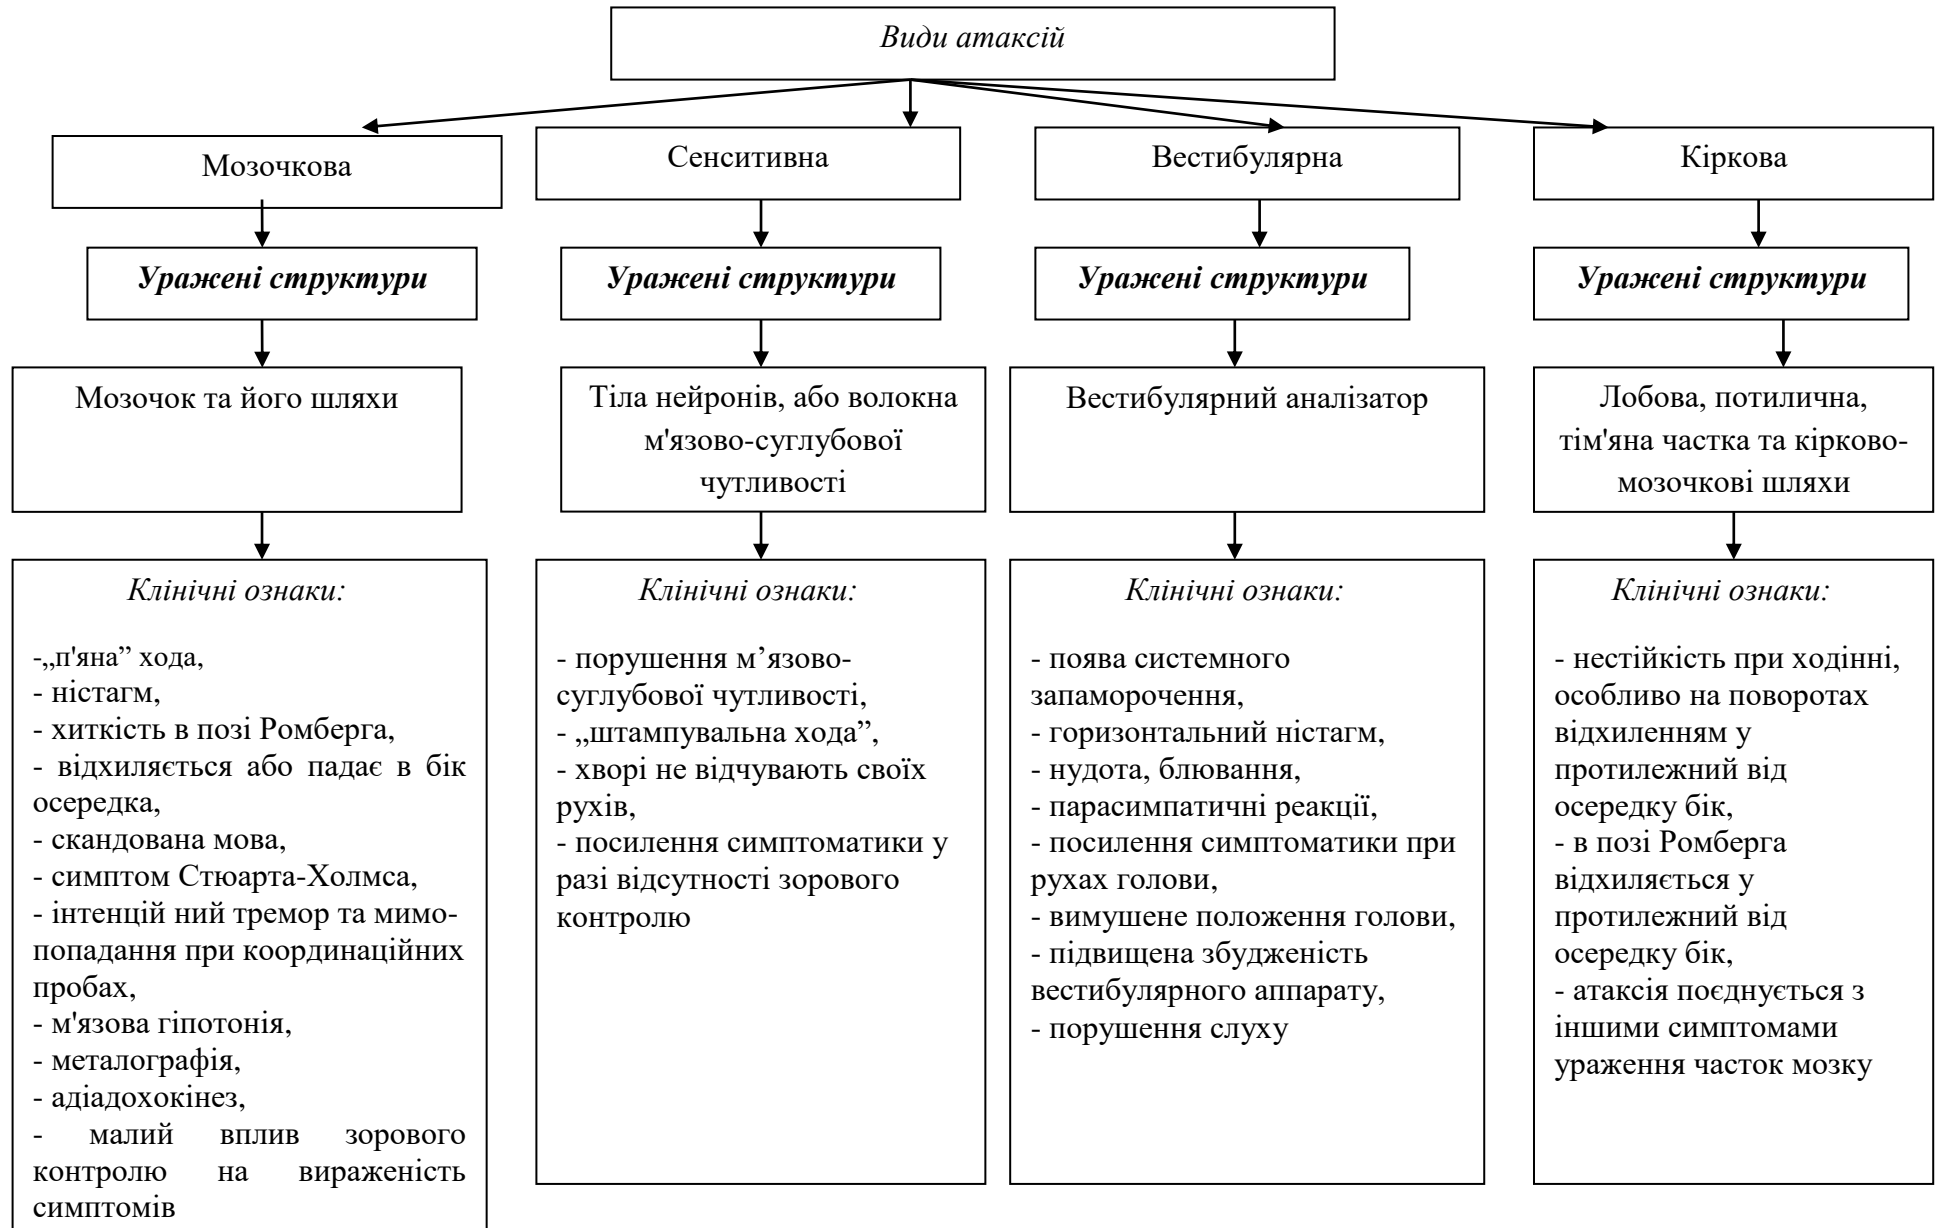 Види атаксій
Мозочкова
Сенситивна
Вестибулярна
Кіркова
Уражені структури
Уражені структури
Уражені структури
Уражені структури
Мозочок та його шляхи
Тіла нейронів, або волокна
м'язово-суглубової
чутливості
Вестибулярний аналізатор
Лобова, потилична,
тім'яна частка та кірково-
мозочкові шляхи
Клінічні ознаки:
-„п'яна” хода,
- ністагм,
- хиткість в позі Ромберга,
- відхиляється або падає в бік
осередка,
- скандована мова,
- симптом Стюарта-Холмса,
- інтенцій ний тремор та мимо-
попадання при координаційних
пробах,
- м'язова гіпотонія,
- металографія,
- адіадохокінез,
- малий вплив зорового
контролю на вираженість
симптомів
Клінічні ознаки:
- порушення м’язово-
суглубової чутливості,
- „штампувальна хода”,
- хворі не відчувають своїх
рухів,
- посилення симптоматики у
разі відсутності зорового
контролю
Клінічні ознаки:
- поява системного
запаморочення,
- горизонтальний ністагм,
- нудота, блювання,
- парасимпатичні реакції,
- посилення симптоматики при
рухах голови,
- вимушене положення голови,
- підвищена збудженість
вестибулярного аппарату,
- порушення слуху
Клінічні ознаки:
- нестійкість при ходінні,
особливо на поворотах
відхиленням у
протилежний від
осередку бік,
- в позі Ромберга
відхиляється у
протилежний від
осередку бік,
- атаксія поєднується з
іншими симптомами
ураження часток мозку